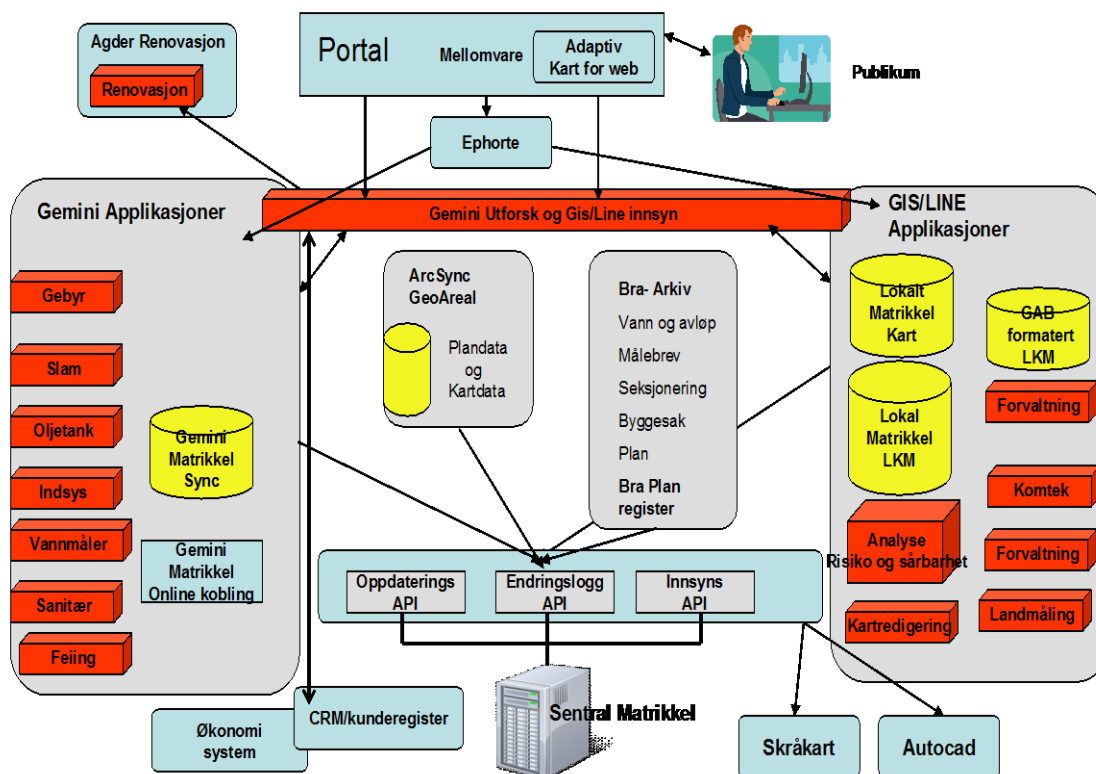 Agder Renovasjon
Renovasjon
Portal
Mellomvare
Adaptiv
Kart for web
Publikum
Ephorte
Gemini Utforsk og Gis/Line innsyn
Gemini Applikasjoner
Gebyr
Slam
Oljetank
Indsys
Vannmåler
Sanitær
Feiing
Gemini
Matrikkel
Sync
Gemini
Matrikkel
Online kobling
ArcSync
GeoAreal
Plandata
og
Kartdata
Bra- Arkiv
Vann og avløp
Målebrev
Seksjonering
Byggesak
Plan
Bra Plan
register
GIS/LINE
Applikasjoner
Lokalt
Matrikkel
Kart
GAB
formatert
LKM
Lokal
Matrikkel
LKM
Forvaltning
Komtek
Analyse
Risiko og sårbarhet
Forvaltning
Kartredigering
Landmåling
Oppdaterings
API
Endringslogg
API
Innsyns
API
Sentral Matrikkel
Økonomi
system
CRM/kunderegister
Skråkart
Autocad